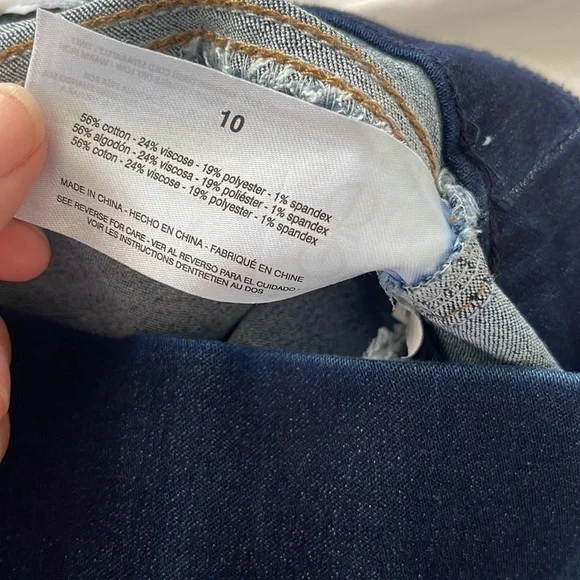 10
56% cotton - 24% viscose - 19% polyester - 1% spandex
56% algodón - 24% viscosa - 19% poliéster - 1% spandex
56% coton - 24% viscose - 19% polyester - 1% spandex
MADE IN CHINA - HECHO EN CHINA - FABRIQUÉ EN CHINE
SEE REVERSE FOR CARE - VER AL REVERSO PARA EL CUIDADO -
VOIR LES INSTRUCTIONS D'ENTRETIEN AU DOS